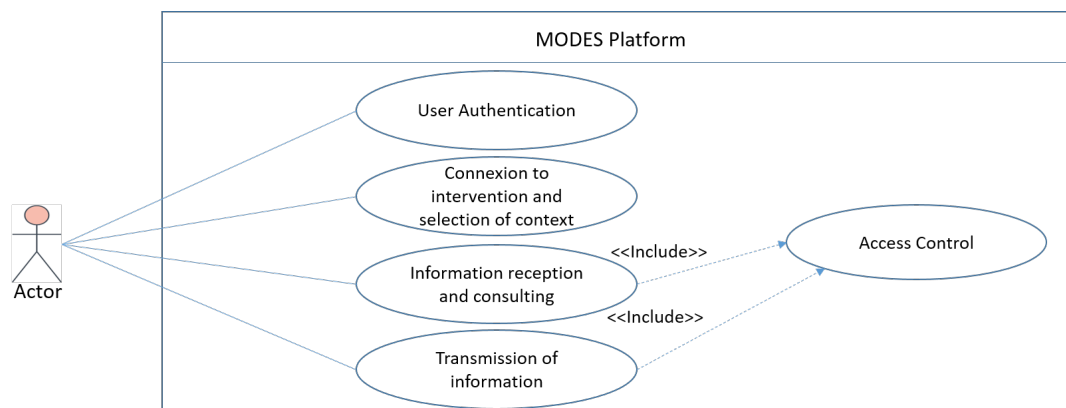 MODES Platform
User Authentication
Connexion to
intervention and
selection of context
<<Include>>
Access Control
Information reception
and consulting
Actor
<<Include>>
Transmission of
information